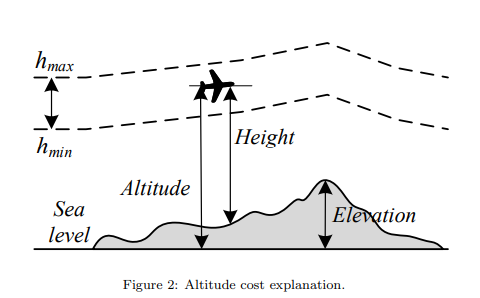 hmax
hmin
Height
Altitude
Sea
level
Elevation
Figure 2: Altitude cost explanation.